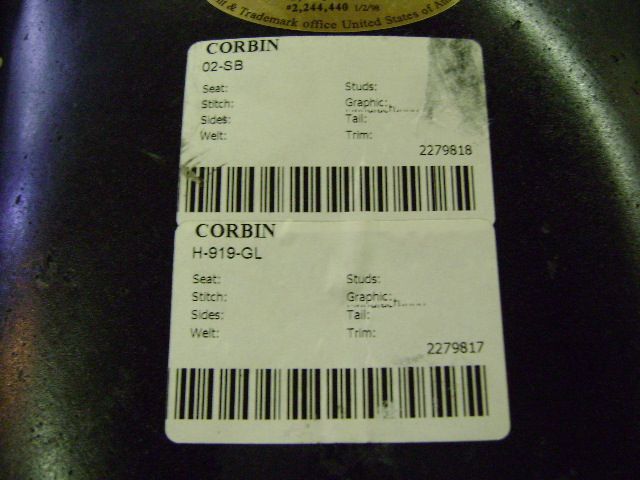 #2,244,440 1/2/98
& Trademark office United States of
CORBIN
02-SB
Seat: Studs:
Stitch: Graphic:
Sides: Tail:
Welt: Trim:
2279818
CORBIN
H-919-GL
Seat: Studs:
Stitch: Graphic:
Sides: Tail:
Welt: Trim:
2279817